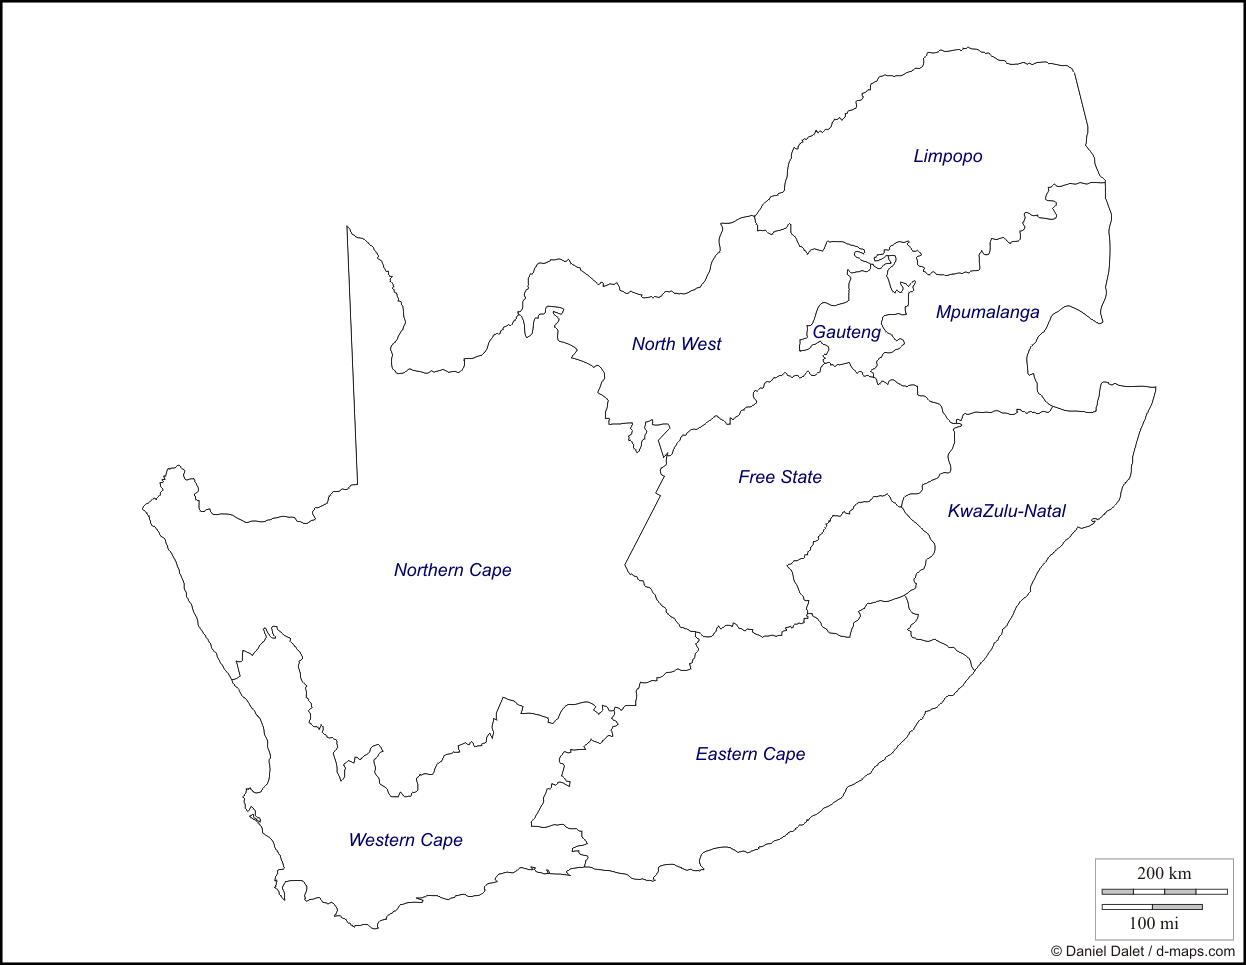 Limpopo
Mpumalanga
Gauteng
North West
Free State
KwaZulu-Natal
Northern Cape
Eastern Cape
Western Cape
200 km
100 mi
© Daniel Dalet / d-maps.com